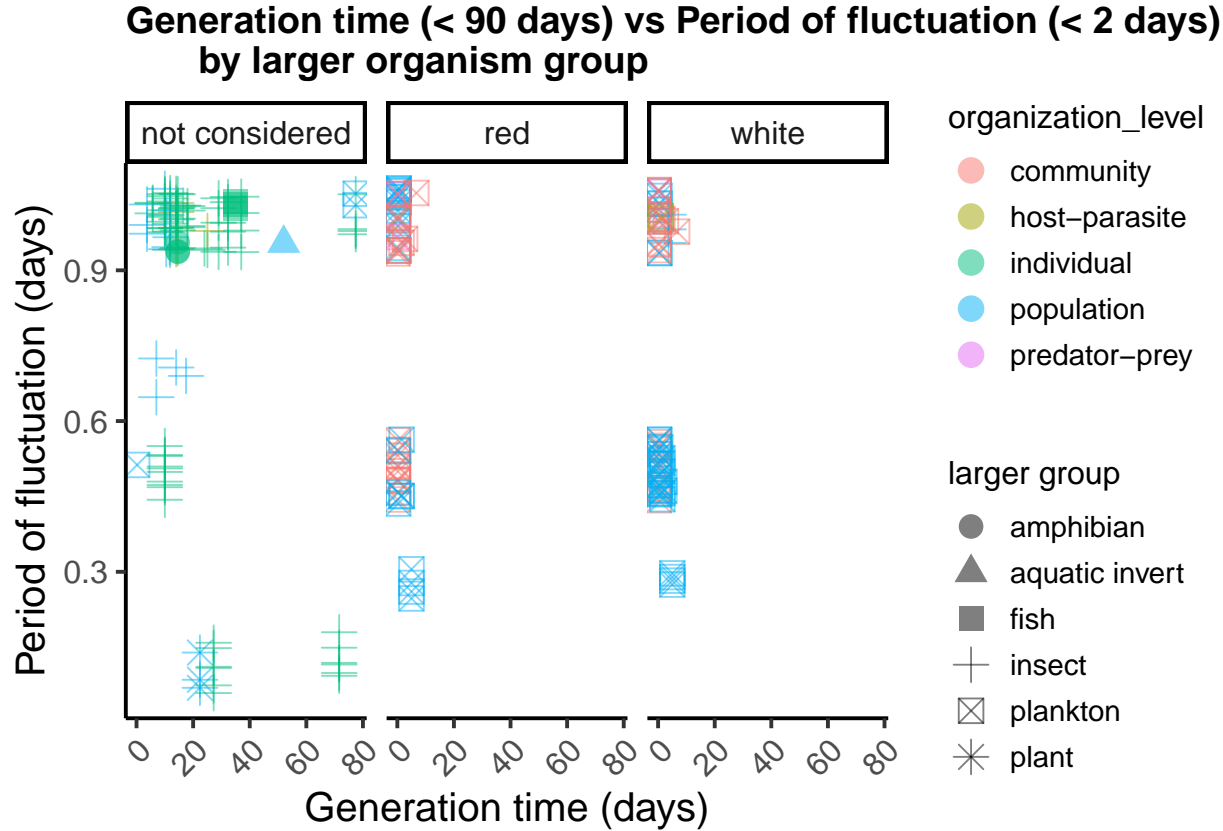 Generation time (< 90 days) vs Period of fluctuation (< 2 days)
by larger organism group
not considered
red
white
Period of fluctuation (days)
0.9
0.6
0.3
0 20 40 60 80
0 20 40 60 80
0 20 40 60 80
Generation time (days)
organization_level
community
host−parasite
individual
population
predator−prey
larger group
amphibian
aquatic invert
fish
insect
plankton
plant